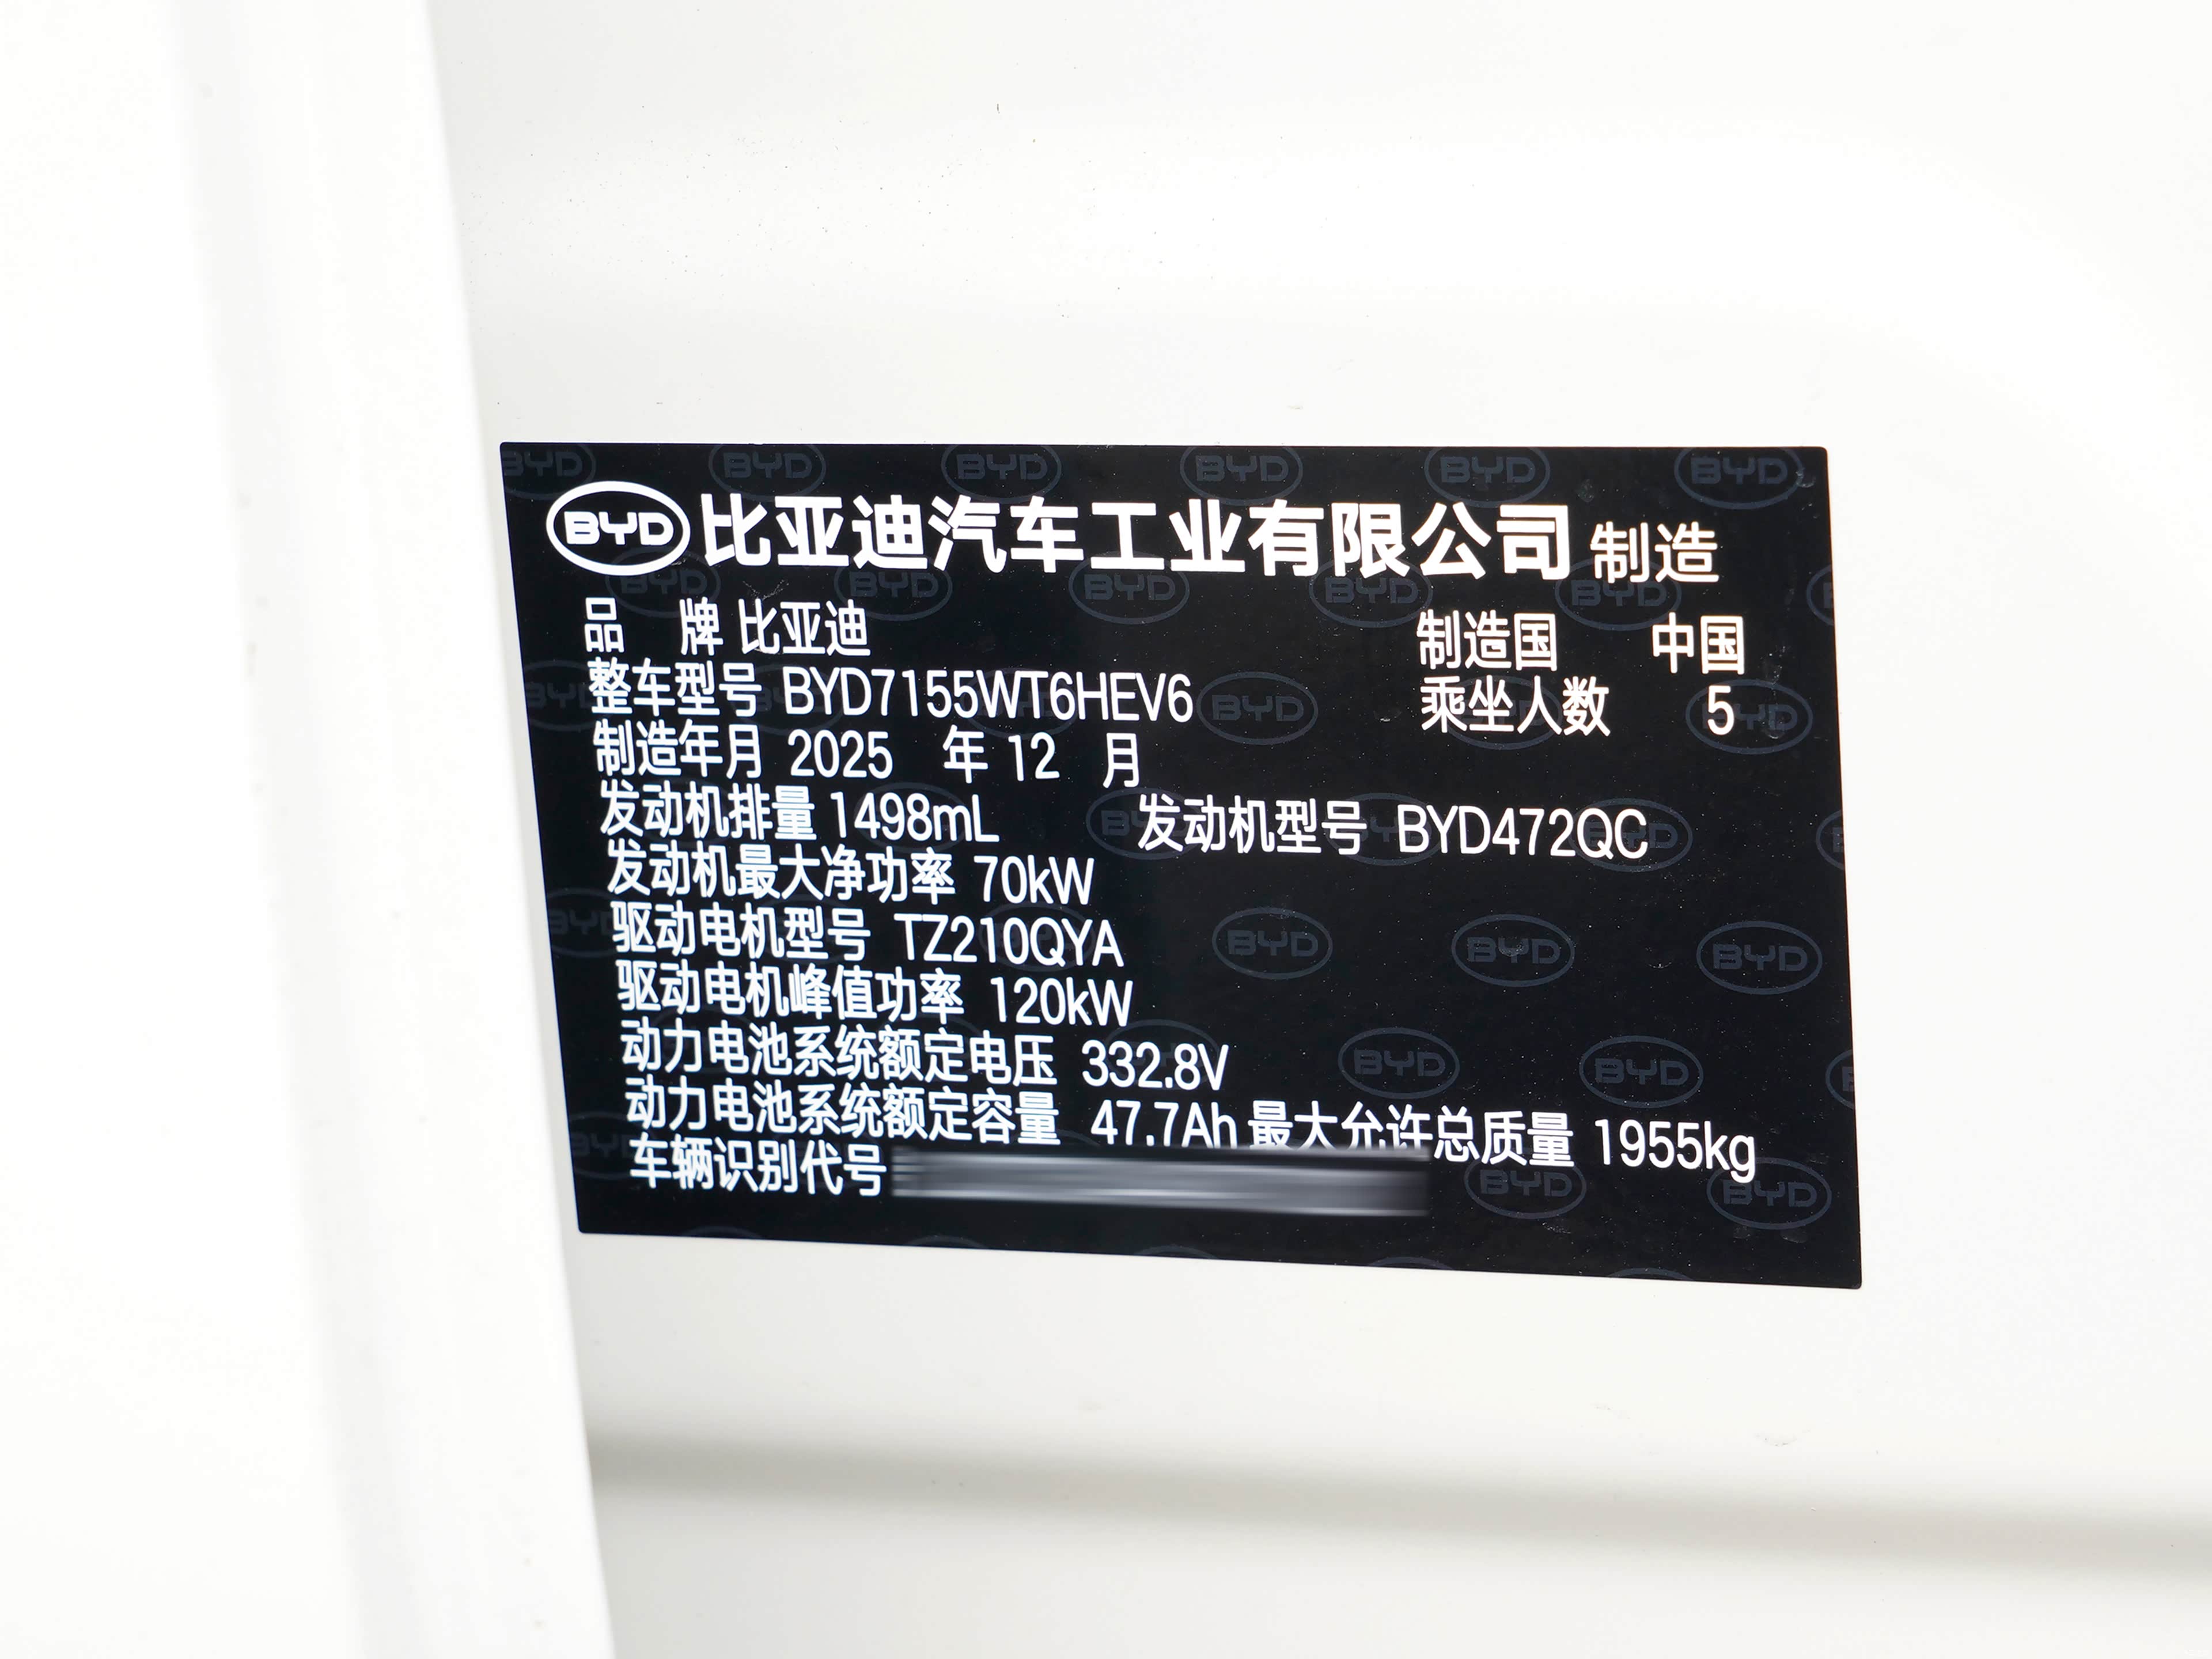 BYD 比亚迪汽车工业有限公司 制造
品 牌 比亚迪 制造国 中国
整车型号 BYD7155WT6HEV6 乘坐人数 5
制造年月 2025 年 12 月
发动机排量 1498mL 发动机型号 BYD472QC
发动机最大净功率 70kW
驱动电机型号 TZ210QYA
驱动电机峰值功率 120kW
动力电池系统额定电压 332.8V
动力电池系统额定容量 47.7Ah 最大允许总质量 1955kg
车辆识别代号